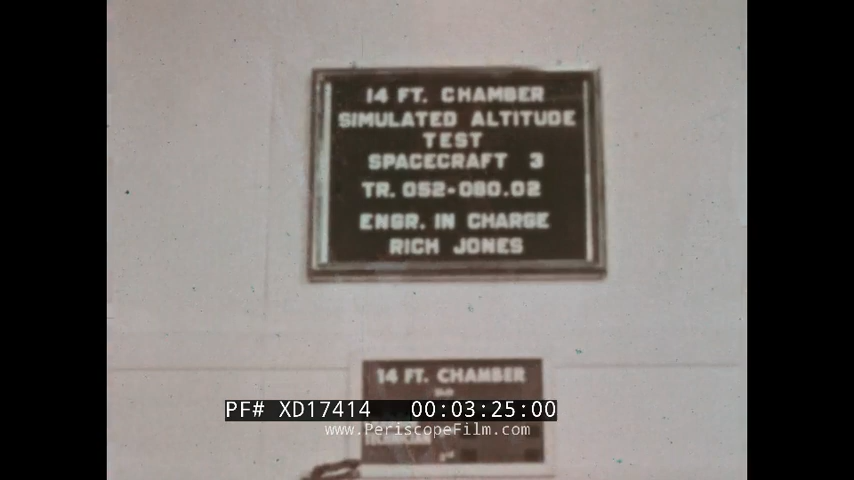 14 FT. CHAMBER
SIMULATED ALTITUDE
TEST
SPACECRAFT 3
TR. 052-080.02
ENGR. IN CHARGE
RICH JONES
14 FT. CHAMBER
PF# XD17414 00:03:25:00
www.PeriscopeFilm.com